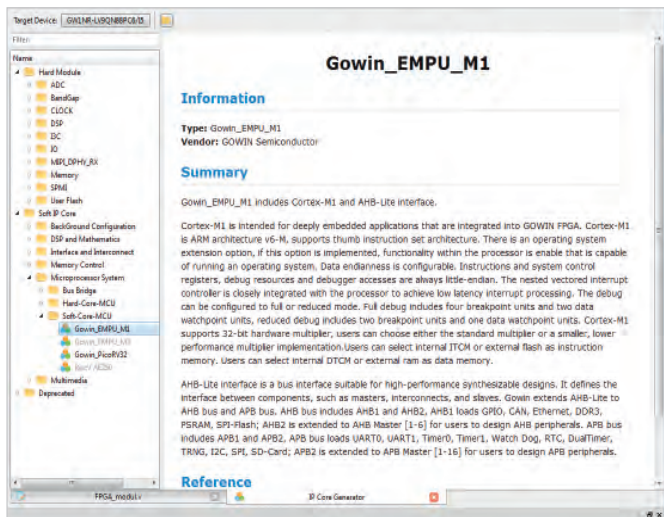 Target Device: GW1NR-LV9QN88PC6/I5
Filter:
Name
Hard Module
ADC
BandGap
CLOCK
DSP
I3C
IO
MIPI_DPHY_RX
Memory
SPMI
User Flash
Soft IP Core
BackGround Configuration
DSP and Mathematics
Interface and Interconnect
Memory Control
Microprocessor System
Bus Bridge
Hard-Core-MCU
Soft-Core-MCU
Gowin_EMPU_M1
Gowin_EMPU_M3
Gowin_PicoRV32
Multimedia
Deprecated
Gowin_EMPU_M1
Information
Type: Gowin_EMPU_M1
Vendor: GOWIN Semiconductor
Summary
Gowin_EMPU_M1 includes Cortex-M1 and AHB-Lite interface.
Cortex-M1 is intended for deeply embedded applications that are integrated into GOWIN FPGA. Cortex-M1
is ARM architecture v6-M, supports thumb instruction set architecture. There is an operating system
extension option, if this option is implemented, functionality within the processor is enable that is capable
of running an operating system. Data endianness is configurable. Instructions and system control
registers, debug resources and debugger accesses are always little-endian. The nested vectored interrupt
controller is closely integrated with the processor to achieve low latency interrupt processing. The debug
can be configured to full or reduced mode. Full debug includes four breakpoint units and two data
watchpoint units, reduced debug includes two breakpoint units and one data watchpoint units. Cortex-M1
supports 32-bt hardware multiplier, users can choose either the standard multiplier or a smaller, lower
performance multiplier implementation.Users can select internal ITCM or external flash as instruction
memory. Users can select internal DTCM or external ram as data memory.
AHB-Lite interface is a bus interface suitable for high-performance synthesizable designs. It defines the
interface between components, such as masters, interconnects, and slaves. Gowin extends AHB-Lite to
AHB bus and APB bus. AHB bus includes AHB1 and AHB2, AHB1 loads GPIO, CAN, Ethernet, DDR3,
PSRAM, SPI-Flash; AHB2 is extended to AHB Master [1-6] for users to design AHB peripherals. APB bus
includes APB1 and APB2. APB bus loads UART0, UART1, Timer0, Timer1, Watch Dog, RTC, DualTimer,
TRNG, I2C, SPI, SD-Card; APB2 is extended to APB Master [1-16] for users to design APB peripherals.
Reference
FPGA_modul.v
IP Core Generator